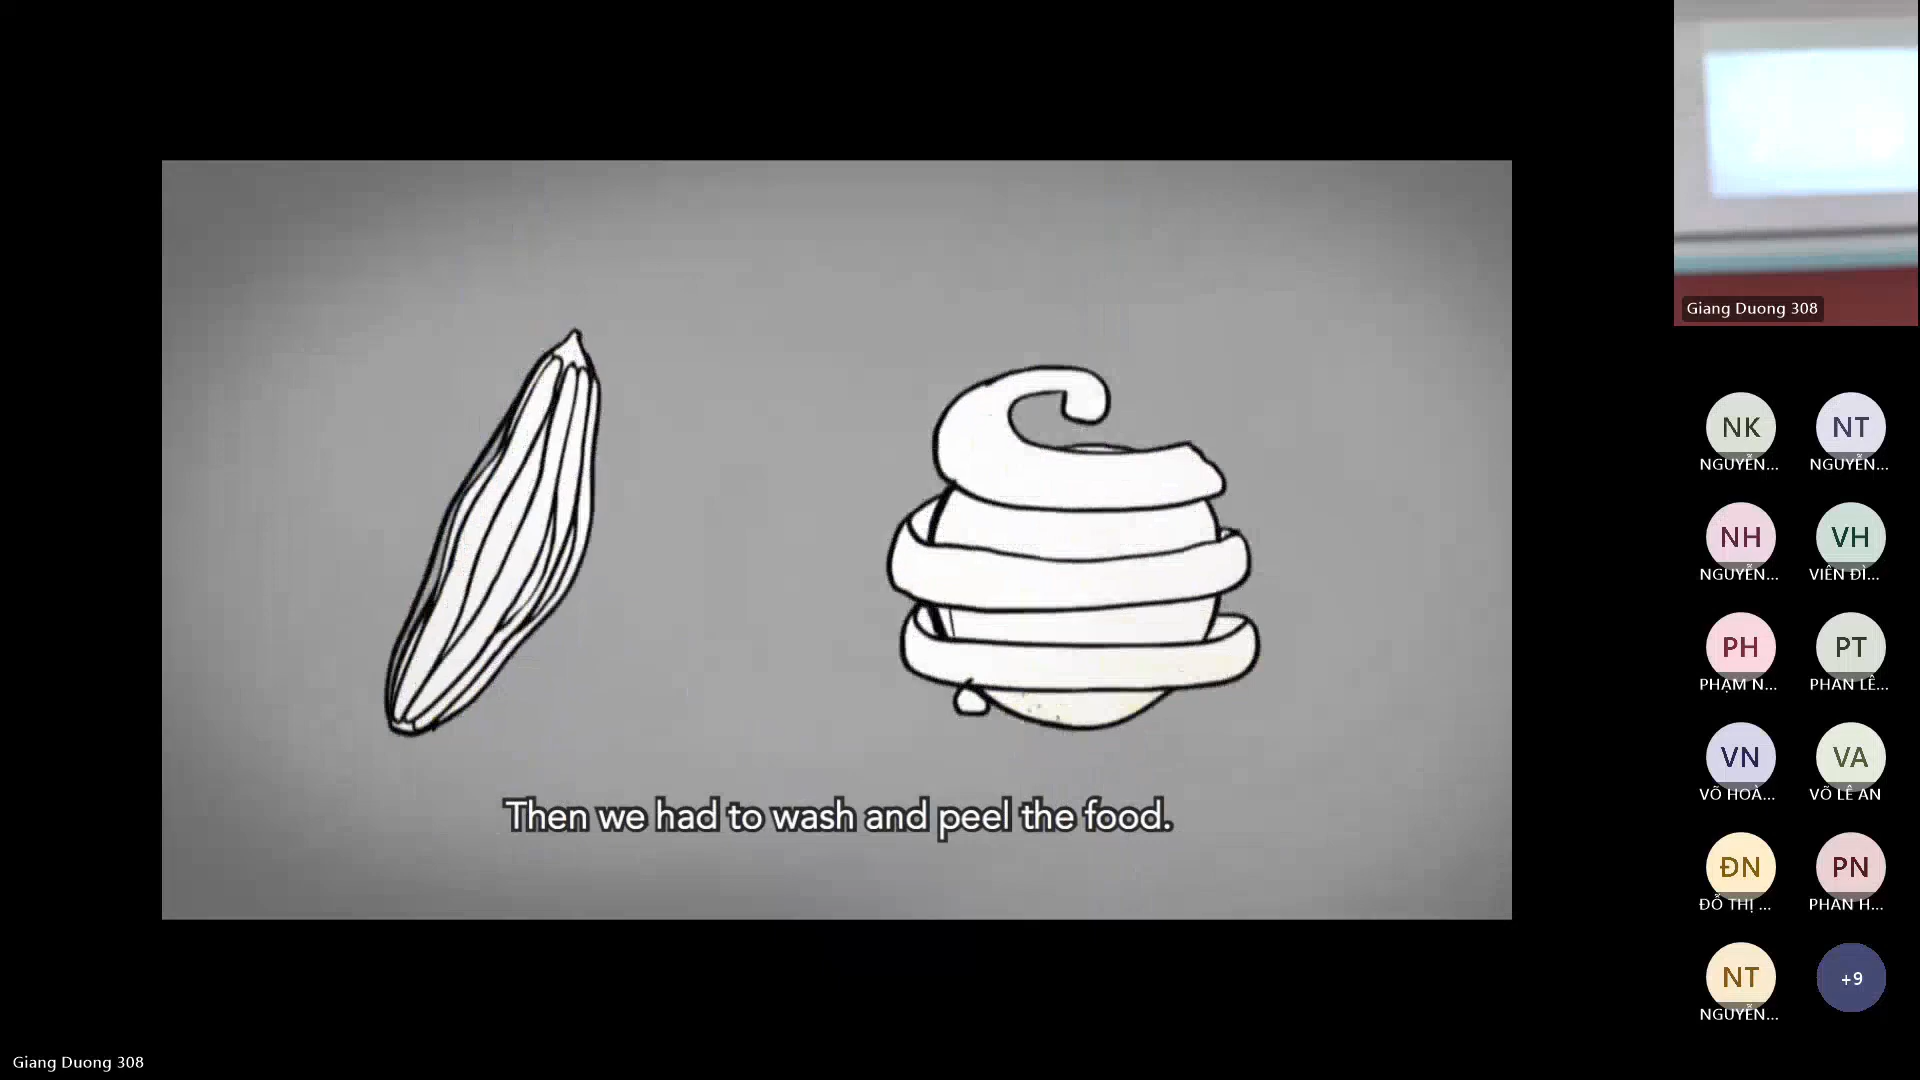 Then we had to wash and peel the food.
Giang Duong 308
NK
NGUYỄN...
NT
NGUYỄN...
NH
NGUYỄN...
VH
VIÊN ĐÌ...
PH
PHẠM N...
PT
PHAN LÊ...
VN
VÕ HOÀ...
VA
VÕ LÊ AN
ĐN
ĐỖ THỊ ...
PN
PHAN H...
NT
NGUYỄN...
+9
Giang Duong 308